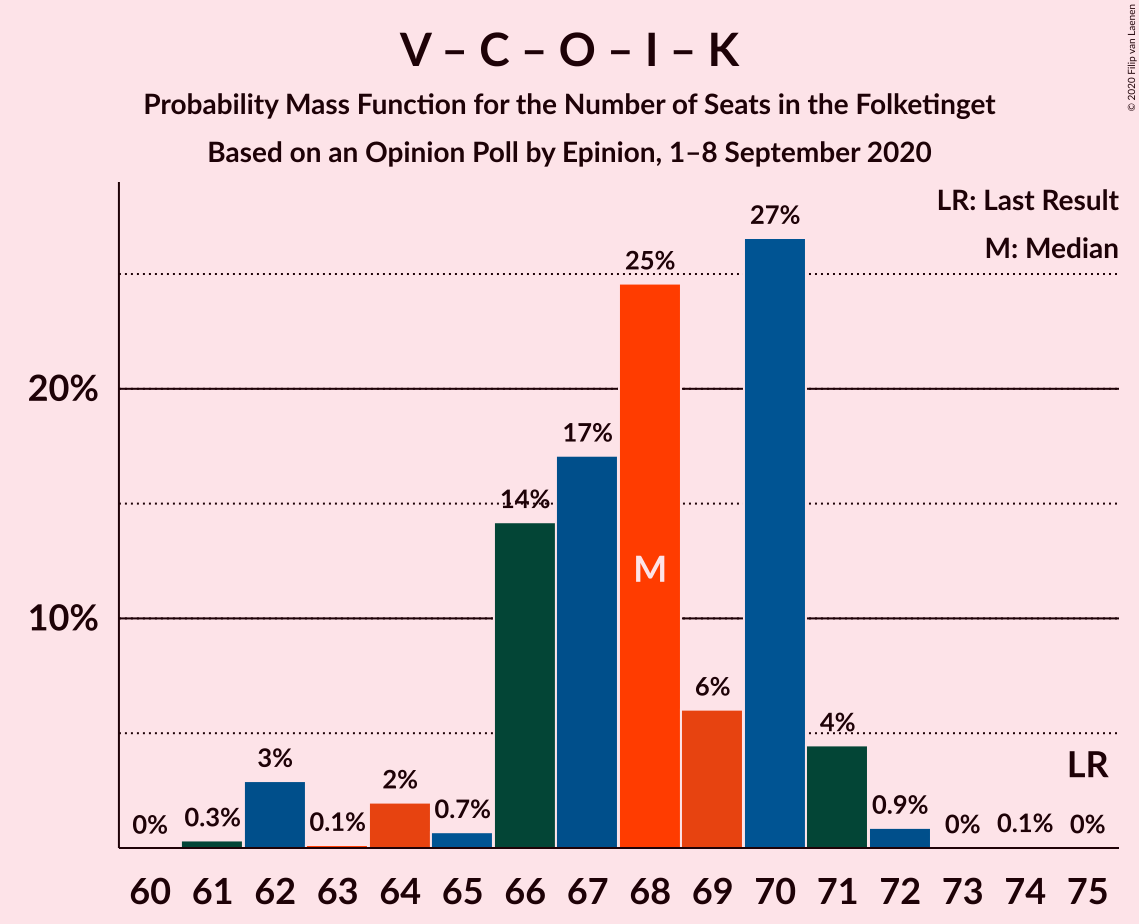 V – C – O – I – K
Probability Mass Function for the Number of Seats in the Folketinget
Based on an Opinion Poll by Epinion, 1–8 September 2020
© 2020 Filip van Laenen
LR: Last Result
M: Median
20%
10%
0%
0.3%
3%
0.1%
2%
0.7%
14%
17%
25%
M
6%
27%
4%
0.9%
0%
0.1%
0%
LR
60 61 62 63 64 65 66 67 68 69 70 71 72 73 74 75